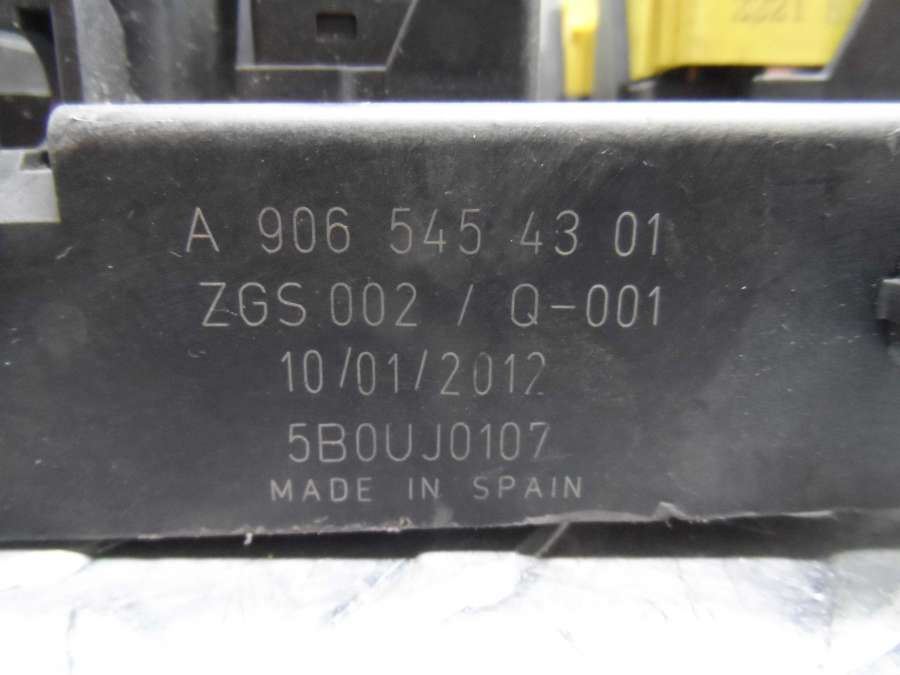 A 906 545 43 01
ZGS 002 / Q-001
10/01/2012
5B0UJ0107
MADE IN SPAIN